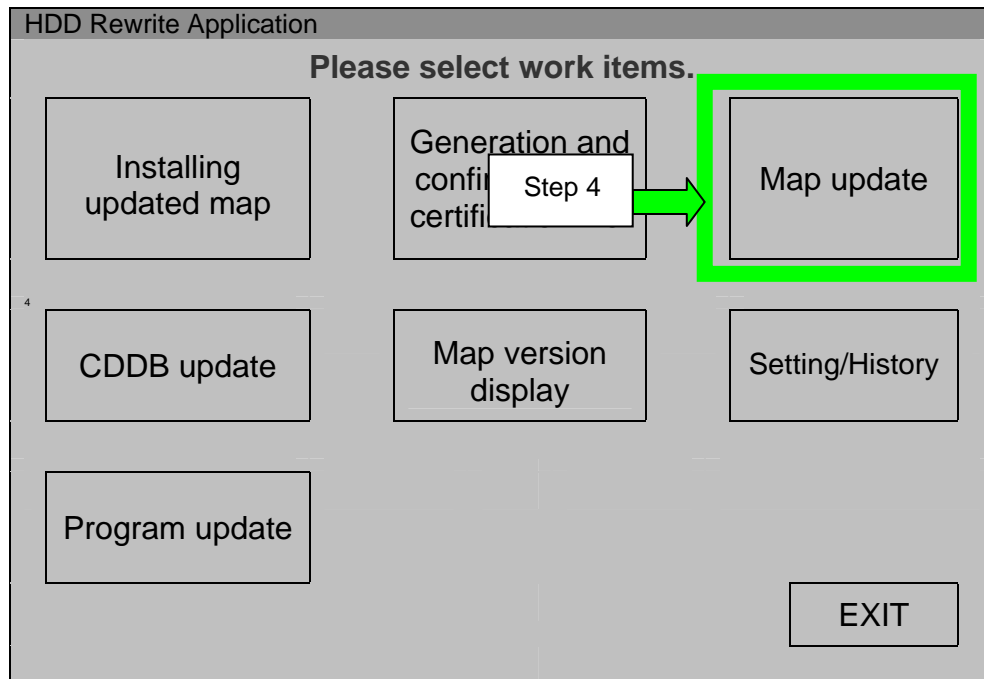 HDD Rewrite Application
Please select work items.
Installing
updated map
Generation and
Step 4
Map update
4
CDDB update
Map version
display
Setting/History
Program update
EXIT